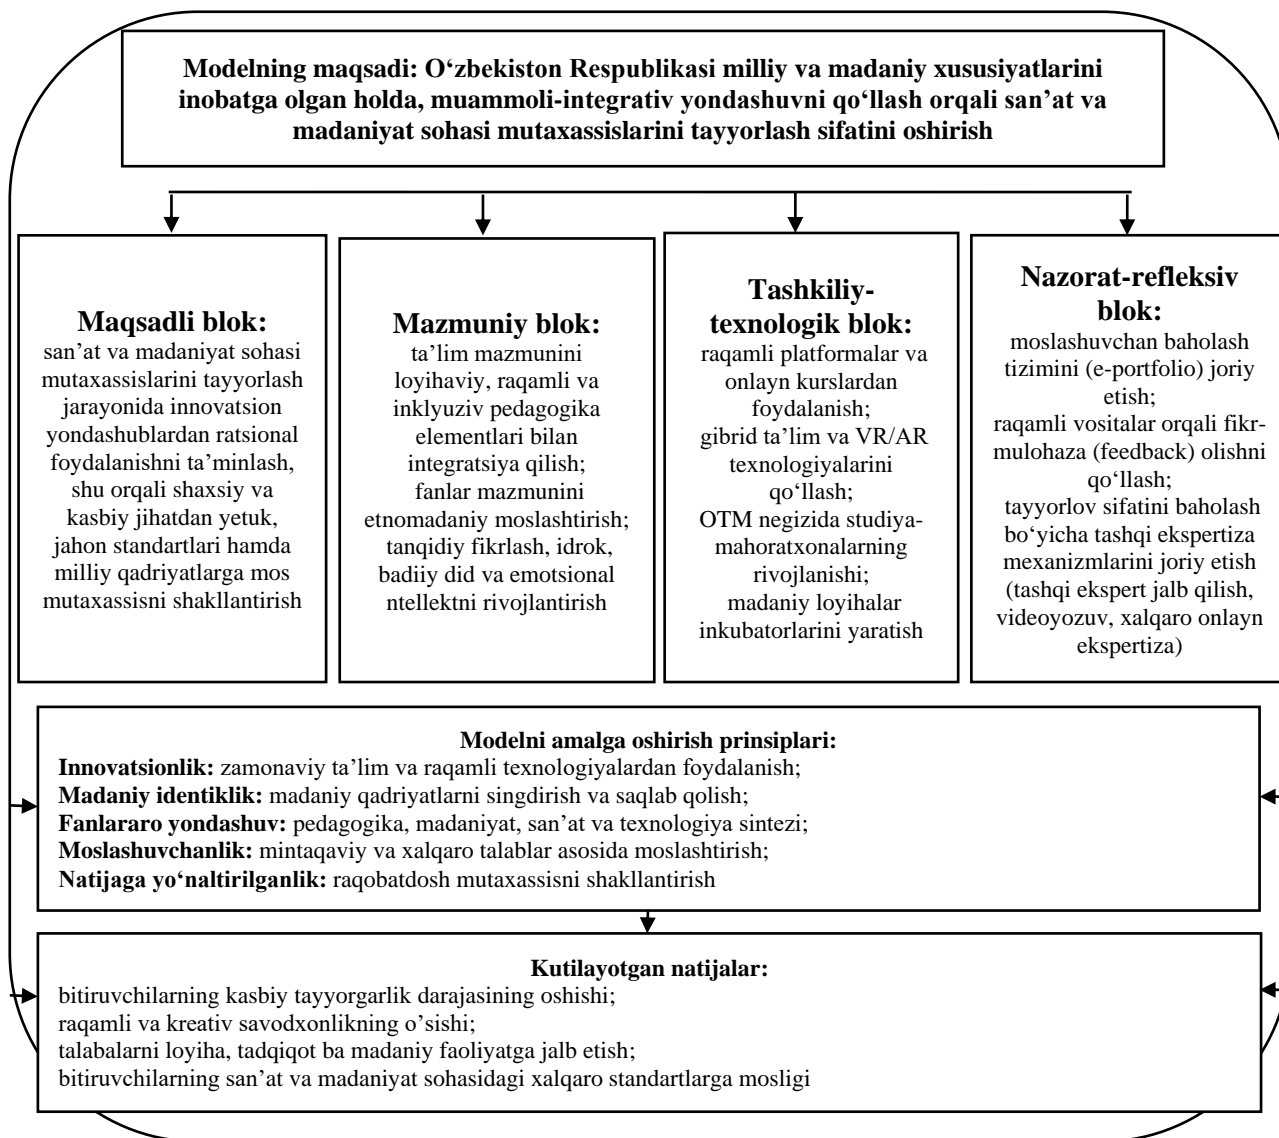 Modelning maqsadi: O‘zbekiston Respublikasi milliy va madaniy xususiyatlarini
inobatga olgan holda, muammoli-integrativ yondashuvni qo‘llash orqali san’at va
madaniyat sohasi mutaxassislarini tayyorlash sifatini oshirish
Maqsadli blok:
san’at va madaniyat sohasi
mutaxassislarini tayyorlash
jarayonida innovatsion
yondashublardan ratsional
foydalanishni ta’minlash,
shu orqali shaxsiy va
kasbiy jihatdan yetuk,
jahon standartlari hamda
milliy qadriyatlarga mos
mutaxassisni shakllantirish
Mazmuniy blok:
ta’lim mazmunini
loyihaviy, raqamli va
inklyuziv pedagogika
elementlari bilan
integratsiya qilish;
fanlar mazmunini
etnomadaniy moslashtirish;
tanqidiy fikrlash, idrok,
badiiy did va emotsional
ntellektni rivojlantirish
Tashkiliy-
texnologik blok:
raqamli platformalar va
onlayn kurslardan
foydalanish;
gibrid ta’lim va VR/AR
texnologiyalarini
qo‘llash;
OTM negizida studiya-
mahoratxonalarning
rivojlanishi;
madaniy loyihalar
inkubatorlarini yaratish
Nazorat-refleksiv
blok:
moslashuvchan baholash
tizimini (e-portfolio) joriy
etish;
raqamli vositalar orqali fikr-
mulohaza (feedback) olishni
qo‘llash;
tayyorlov sifatini baholash
bo‘yicha tashqi ekspertiza
mexanizmlarini joriy etish
(tashqi ekspert jalb qilish,
videoyozuv, xalqaro onlayn
ekspertiza)
Modelni amalga oshirish prinsiplari:
Innovatsionlik: zamonaviy ta’lim va raqamli texnologiyalardan foydalanish;
Madaniy identiklik: madaniy qadriyatlarni singdirish va saqlab qolish;
Fanlararo yondashuv: pedagogika, madaniyat, san’at va texnologiya sintezi;
Moslashuvchanlik: mintaqaviy va xalqaro talablar asosida moslashtirish;
Natijaga yo‘naltirilganlik: raqobatdosh mutaxassisni shakllantirish
Kutilayotgan natijalar:
bitiruvchilarning kasbiy tayyorgarlik darajasining oshishi;
raqamli va kreativ savodxonlikning o’sishi;
talabalarni loyiha, tadqiqot ba madaniy faoliyatga jalb etish;
bitiruvchilarning san’at va madaniyat sohasidagi xalqaro standartlarga mosligi